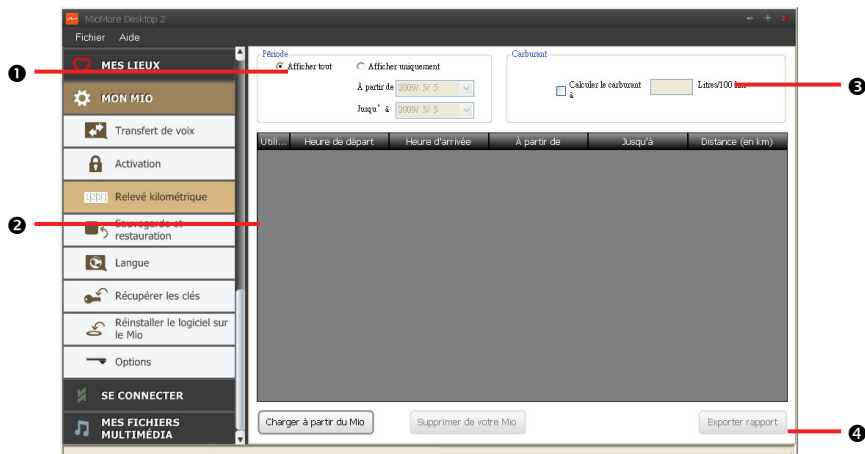 MioMore Desktop 2
Fichier Aide
MES LIEUX
MON MIO
Transfert de voix
Activation
Relevé kilométrique
Sauvegarde et
restauration
Langue
Récupérer les clés
Réinstaller le logiciel sur
le Mio
Options
SE CONNECTER
MES FICHIERS
MULTIMÉDIA
Période
Afficher tout Afficher uniquement
À partir de 2009/ 5/ 5
Jusqu' à 2009/ 5/ 5
Carburant
Calculer le carburant
à
Litres/100 km
Utili... Heure de départ Heure d'arrivée À partir de Jusqu'à Distance (en km)
Charger à partir du Mio Supprimer de votre Mio Exporter rapport
❶
❷
❸
❹